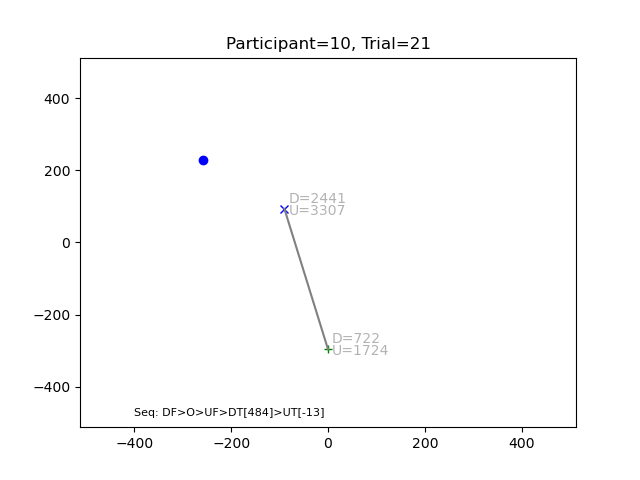 Participant=10, Trial=21
400
200
0
−200
−400
D=2441
U=3307
D=722
U=1724
Seq: DF>O>UF>DT[484]>UT[-13]
−400
−200
0
200
400